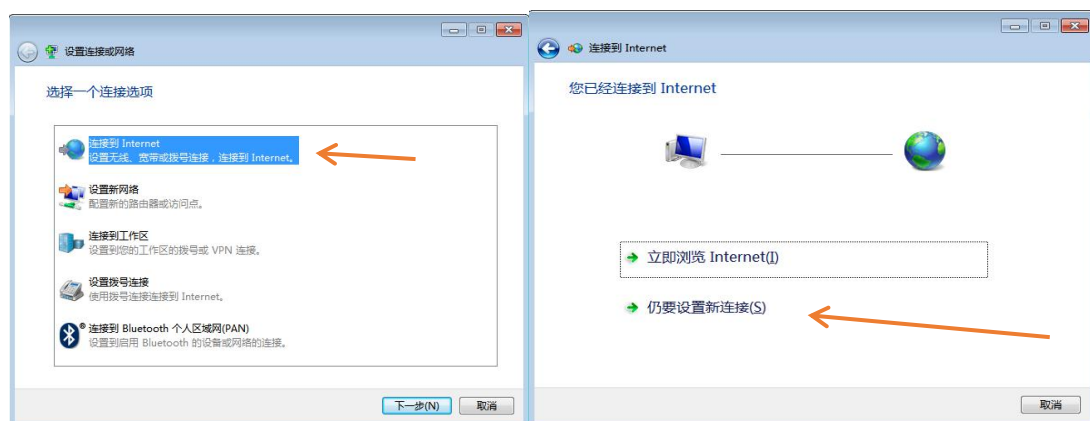 设置连接或网络
选择一个连接选项
连接到 Internet
设置无线、宽带或拨号连接，连接到 Internet。
设置新网络
配置新的路由器或访问点。
连接到工作区
设置到您的工作区的拨号或 VPN 连接。
设置拨号连接
使用拨号连接连接到 Internet。
连接到 Bluetooth 个人区域网(PAN)
设置到启用 Bluetooth 的设备或网络的连接。
下一步(N)
取消
连接到 Internet
您已经连接到 Internet
立即浏览 Internet(I)
仍要设置新连接(S)
取消